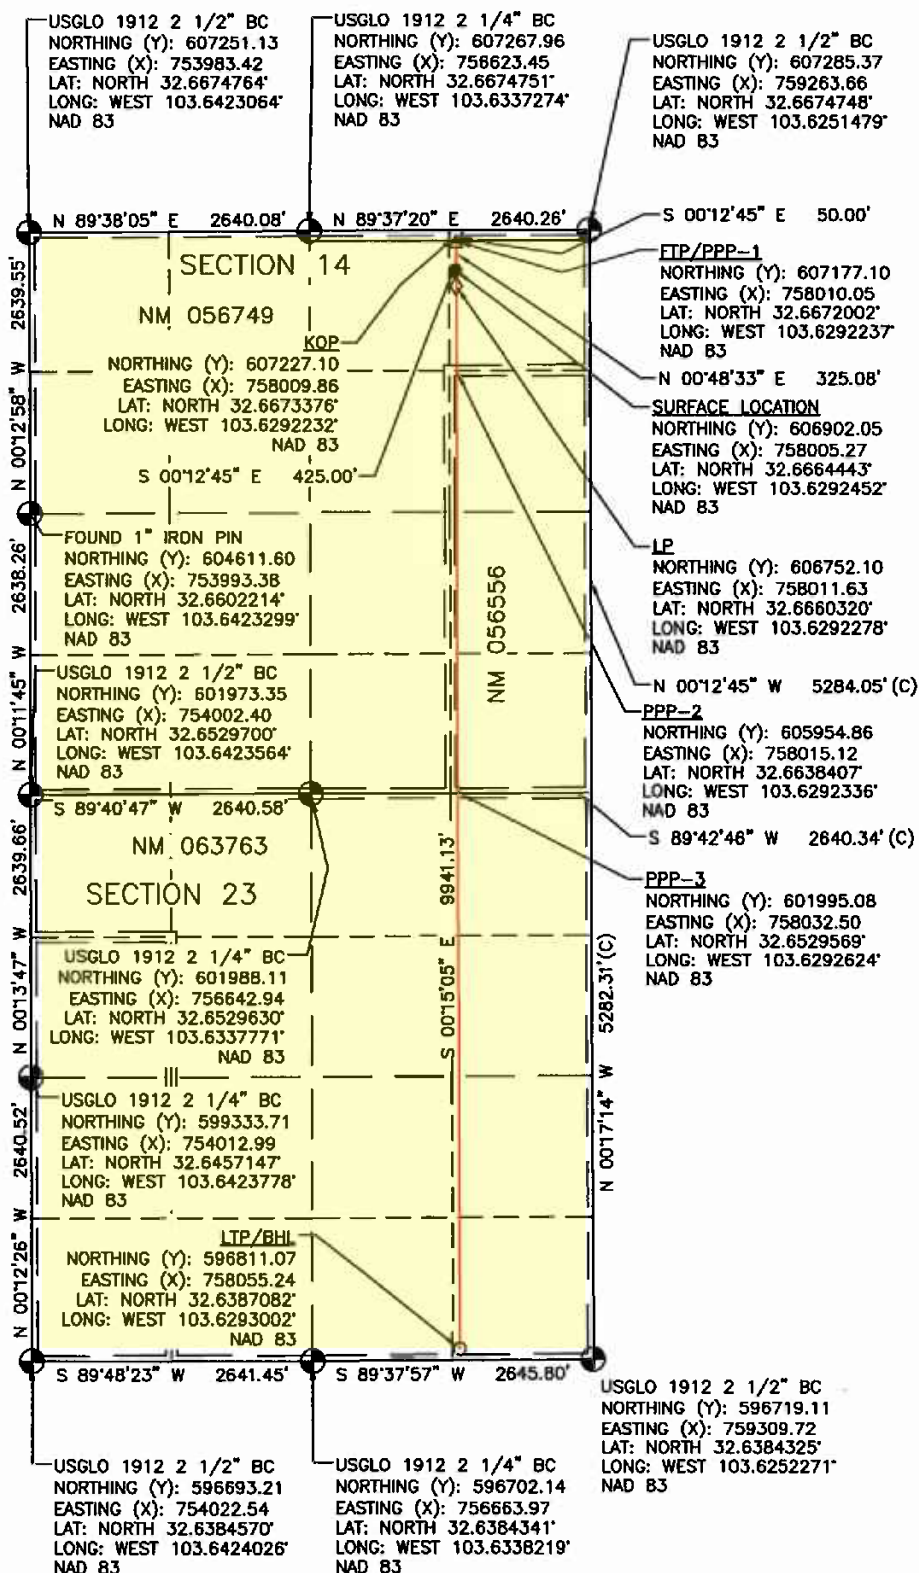 USGLO 1912 2 1/2" BC
NORTHING (Y): 607251.13
EASTING (X): 753983.42
LAT: NORTH 32.6674764°
LONG: WEST 103.6423064°
NAD 83
USGLO 1912 2 1/4" BC
NORTHING (Y): 607267.96
EASTING (X): 756623.45
LAT: NORTH 32.6674751°
LONG: WEST 103.6337274°
NAD 83
USGLO 1912 2 1/2" BC
NORTHING (Y): 607285.37
EASTING (X): 759263.66
LAT: NORTH 32.6674748°
LONG: WEST 103.6251479°
NAD 83
N 89°38'05" E 2640.08'
N 89°37'20" E 2640.26'
S 00°12'45" E 50.00'
SECTION 14
NM 056749
FTP/PPP-1
NORTHING (Y): 607177.10
EASTING (X): 758010.05
LAT: NORTH 32.6672002°
LONG: WEST 103.6292237°
NAD 83
KOP
NORTHING (Y): 607227.10
EASTING (X): 758009.86
LAT: NORTH 32.6673376°
LONG: WEST 103.6292232°
NAD 83
N 00°48'33" E 325.08'
SURFACE LOCATION
NORTHING (Y): 606902.05
EASTING (X): 758005.27
LAT: NORTH 32.6664443°
LONG: WEST 103.6292452°
NAD 83
S 00°12'45" E 425.00'
N 00°12'58" W 2639.55'
FOUND 1" IRON PIN
NORTHING (Y): 604611.60
EASTING (X): 753993.38
LAT: NORTH 32.6602214°
LONG: WEST 103.6423299°
NAD 83
LP
NORTHING (Y): 606752.10
EASTING (X): 758011.63
LAT: NORTH 32.6660320°
LONG: WEST 103.6292278°
NAD 83
NM 056556
N 00°12'45" W 5284.05' (C)
N 00°11'45" W 2638.26'
USGLO 1912 2 1/2" BC
NORTHING (Y): 601973.35
EASTING (X): 754002.40
LAT: NORTH 32.6529700°
LONG: WEST 103.6423564°
NAD 83
PPP-2
NORTHING (Y): 605954.86
EASTING (X): 758015.12
LAT: NORTH 32.6638407°
LONG: WEST 103.6292336°
NAD 83
S 89°40'47" W 2640.58'
S 89°42'46" W 2640.34' (C)
NM 063763
SECTION 23
PPP-3
NORTHING (Y): 601995.08
EASTING (X): 758032.50
LAT: NORTH 32.6529569°
LONG: WEST 103.6292624°
NAD 83
S 00°15'05" E 9941.13'
N 00°13'47" W 2639.66'
USGLO 1912 2 1/4" BC
NORTHING (Y): 601988.11
EASTING (X): 756642.94
LAT: NORTH 32.6529630°
LONG: WEST 103.6337771°
NAD 83
N 00°17'14" W 5282.31'(C)
USGLO 1912 2 1/4" BC
NORTHING (Y): 599333.71
EASTING (X): 754012.99
LAT: NORTH 32.6457147°
LONG: WEST 103.6423778°
NAD 83
N 00°12'26" W 2640.52'
LTP/BHL
NORTHING (Y): 596811.07
EASTING (X): 758055.24
LAT: NORTH 32.6387082°
LONG: WEST 103.6293002°
NAD 83
S 89°48'23" W 2641.45'
S 89°37'57" W 2645.80'
USGLO 1912 2 1/2" BC
NORTHING (Y): 596719.11
EASTING (X): 759309.72
LAT: NORTH 32.6384325°
LONG: WEST 103.6252271°
NAD 83
USGLO 1912 2 1/2" BC
NORTHING (Y): 596693.21
EASTING (X): 754022.54
LAT: NORTH 32.6384570°
LONG: WEST 103.6424026°
NAD 83
USGLO 1912 2 1/4" BC
NORTHING (Y): 596702.14
EASTING (X): 756663.97
LAT: NORTH 32.6384341°
LONG: WEST 103.6338219°
NAD 83